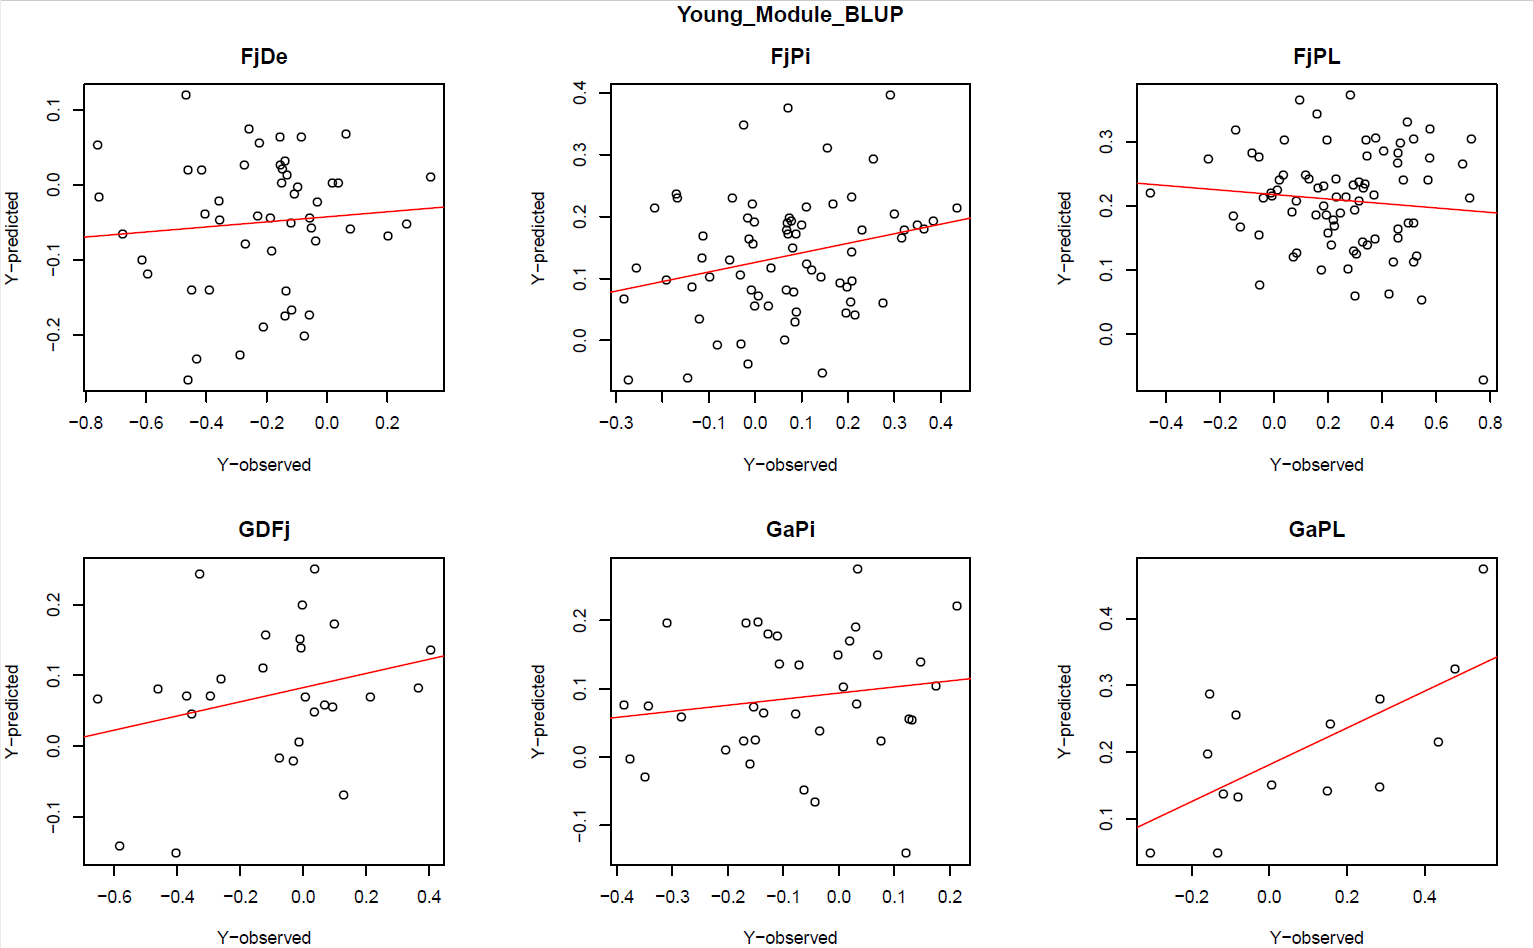 Young_Module_BLUP
FjDe
Y−predicted
0.1
0.0
−0.1
−0.2
−0.8 −0.6 −0.4 −0.2 0.0 0.2
Y−observed
FjPi
Y−predicted
0.4
0.3
0.2
0.1
0.0
−0.3 −0.1 0.0 0.1 0.2 0.3 0.4
Y−observed
FjPL
Y−predicted
0.3
0.2
0.1
0.0
−0.4 −0.2 0.0 0.2 0.4 0.6 0.8
Y−observed
GDFj
Y−predicted
0.2
0.1
0.0
−0.1
−0.6 −0.4 −0.2 0.0 0.2 0.4
Y−observed
GaPi
Y−predicted
0.2
0.1
0.0
−0.1
−0.4 −0.3 −0.2 −0.1 0.0 0.1 0.2
Y−observed
GaPL
Y−predicted
0.4
0.3
0.2
0.1
−0.2 0.0 0.2 0.4
Y−observed